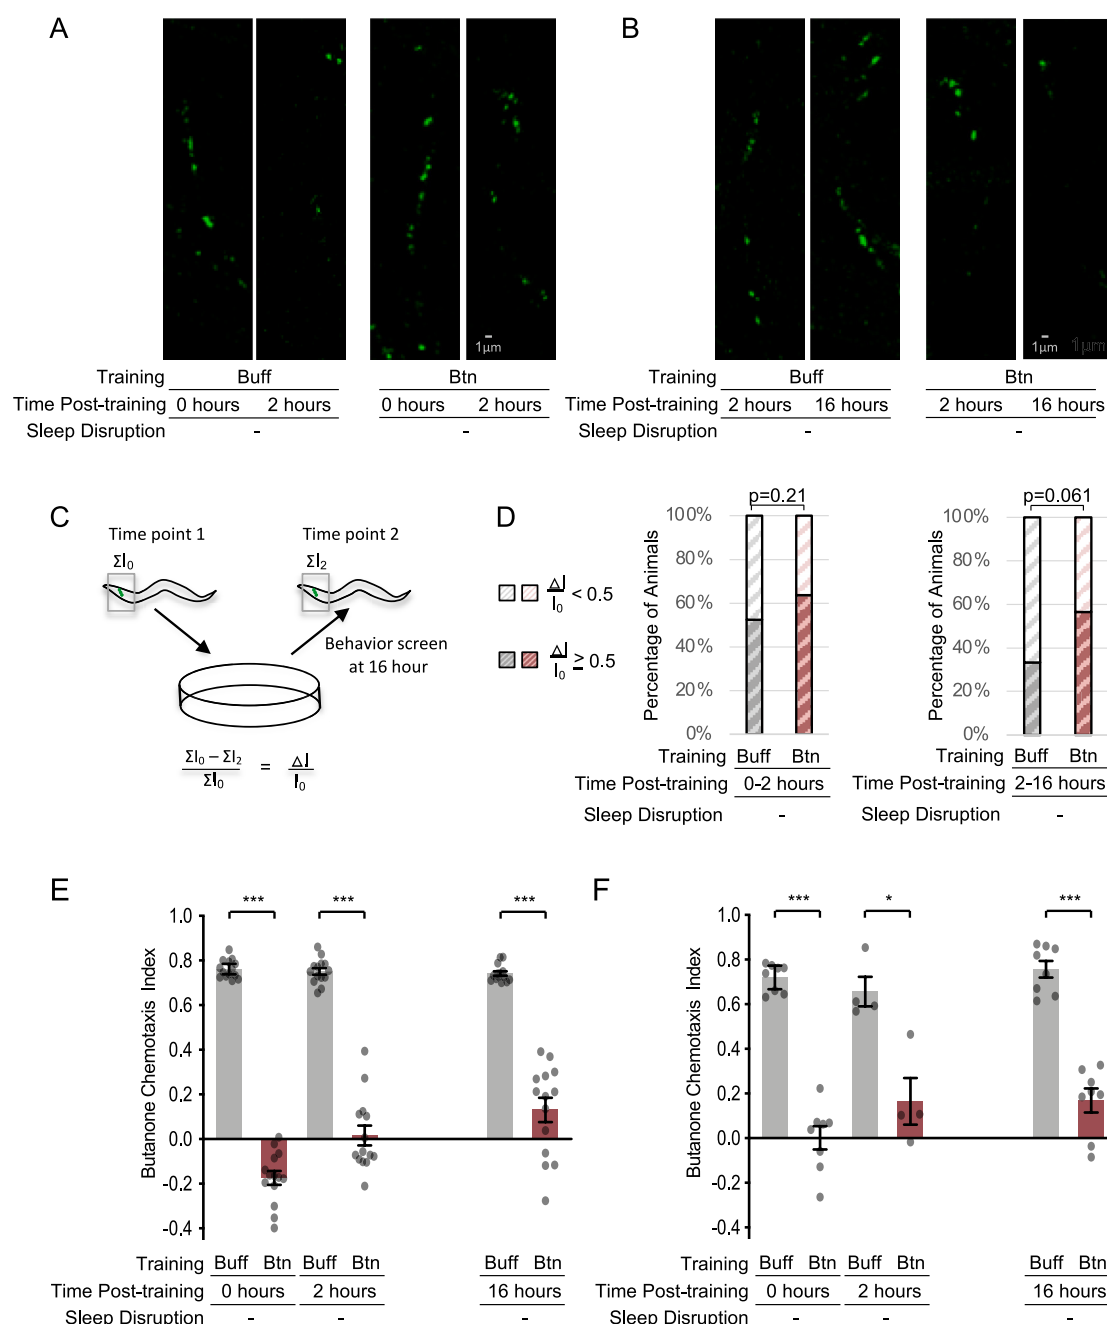 A
B
1μm
1μm 1μm
Training Buff Btn
Time Post-training 0 hours 2 hours 0 hours 2 hours
Sleep Disruption - -
Training Buff Btn
Time Post-training 2 hours 16 hours 2 hours 16 hours
Sleep Disruption - -
C
Time point 1 Time point 2
ΣI0 ΣI2
Behavior screen
at 16 hour
ΣI0 – ΣI2 / ΣI0 = ΔI / I0
D
ΔI / I0 < 0.5
ΔI / I0 ≥ 0.5
p=0.21
Percentage of Animals
100%
80%
60%
40%
20%
0%
Training Buff Btn
Time Post-training 0-2 hours
Sleep Disruption -
p=0.061
Percentage of Animals
100%
80%
60%
40%
20%
0%
Training Buff Btn
Time Post-training 2-16 hours
Sleep Disruption -
E
*** *** ***
Butanone Chemotaxis Index
1.0
0.8
0.6
0.4
0.2
0.0
-0.2
-0.4
Training Buff Btn Buff Btn Buff Btn
Time Post-training 0 hours 2 hours 16 hours
Sleep Disruption - - -
F
*** * ***
Butanone Chemotaxis Index
1.0
0.8
0.6
0.4
0.2
0.0
-0.2
-0.4
Training Buff Btn Buff Btn Buff Btn
Time Post-training 0 hours 2 hours 16 hours
Sleep Disruption - - -